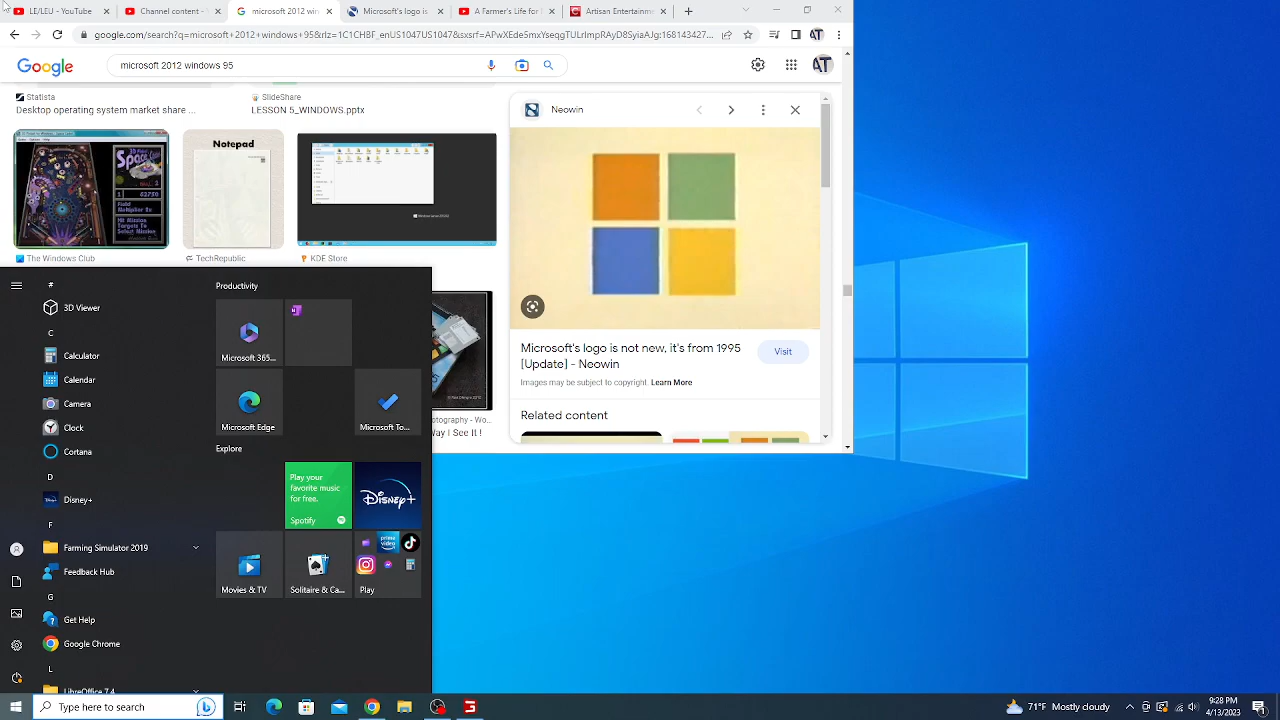 LE/LEU - YouTube
Channel content -
microsoft 2012 win
Microsoft's logo is
A Farmer's Life for
Artisan Entertainme
google.com/search?q=microsoft+2012+windows+95&rlz=1C1CHBF_enUS1047US1047&sxsrf=
Google
microsoft 2012 windows 95
AT
Statista
Desktop operating system market share ...
SlideShare
LESSON 5_WINDOWS.pptx
Neowin
Space
Notepad
The Windows Club
TechRepublic
KDE Store
Microsoft's logo is not new, it's from 1995
[Update] - Neowin
Visit
Images may be subject to copyright. Learn More
Related content
otography - Wo...
Way I See It !
#
3D Viewer
C
Calculator
Calendar
Camera
Clock
Cortana
D
Disney+
F
Farming Simulator 2019
Feedback Hub
G
Get Help
Google Chrome
L
LibreOffice 7.4
Productivity
Microsoft 365...
Microsoft Edge
Microsoft To...
Explore
Play your
favorite music
for free.
Spotify
Disney+
Movies & TV
Solitaire & Ca...
prime video
Play
Type here to search
71°F Mostly cloudy
9:28 PM
4/13/2023